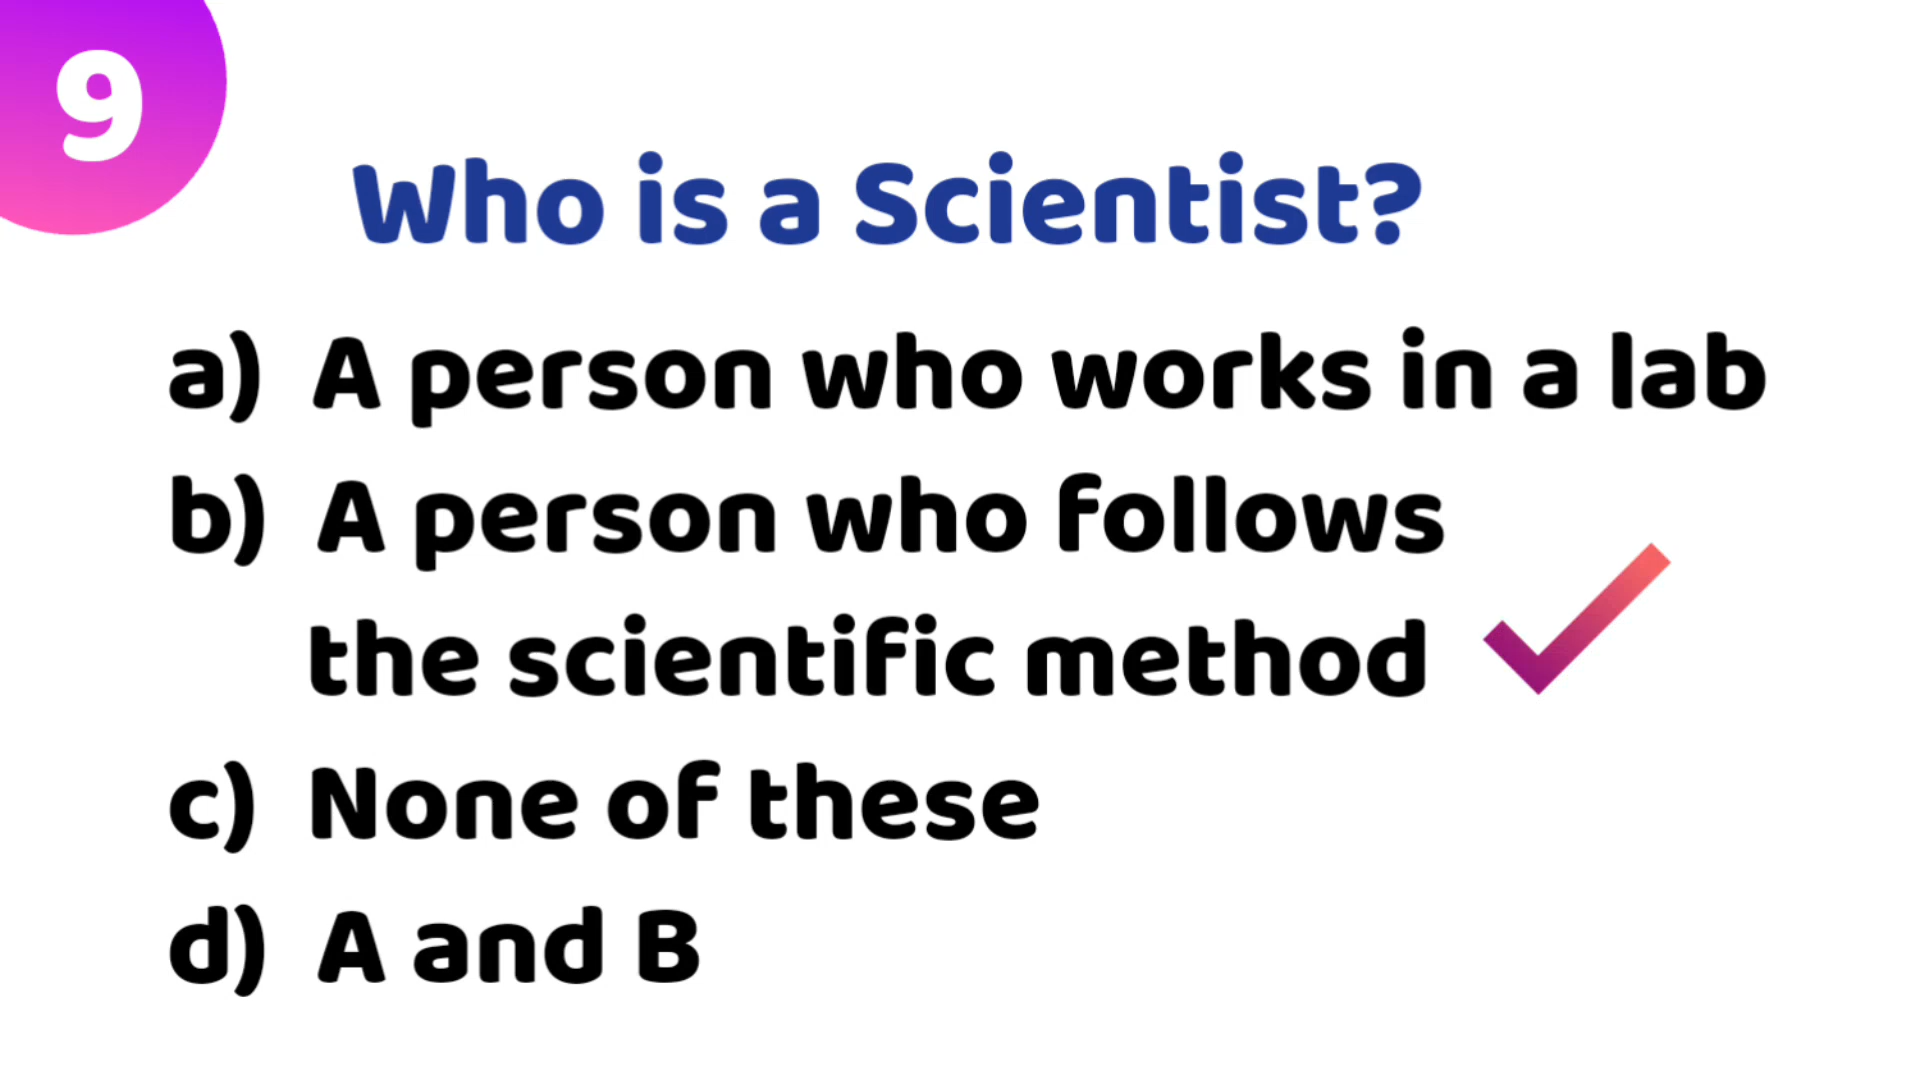 9
Who is a Scientist?
a) A person who works in a lab
b) A person who follows
the scientific method
c) None of these
d) A and B